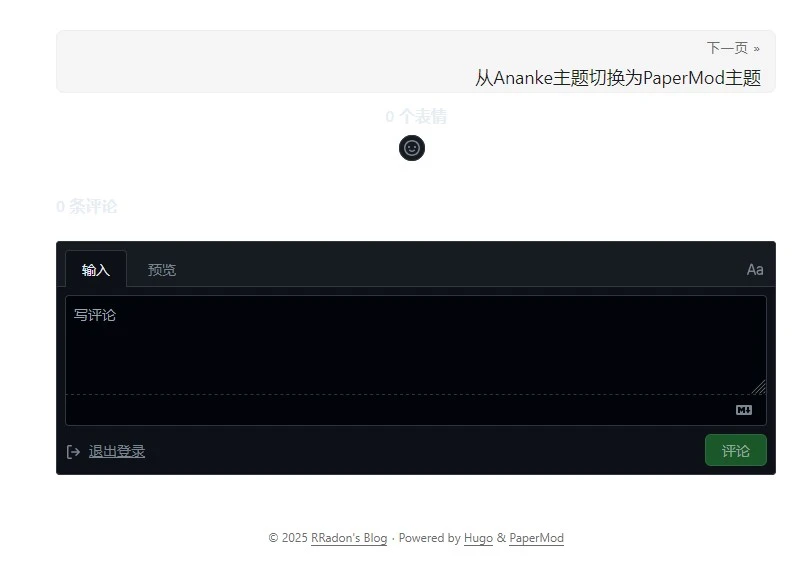 下一页 »
从Ananke主题切换为PaperMod主题
0 个表情
0 条评论
输入 预览 Aa
写评论
退出登录 评论
© 2025 RRadon's Blog · Powered by Hugo & PaperMod